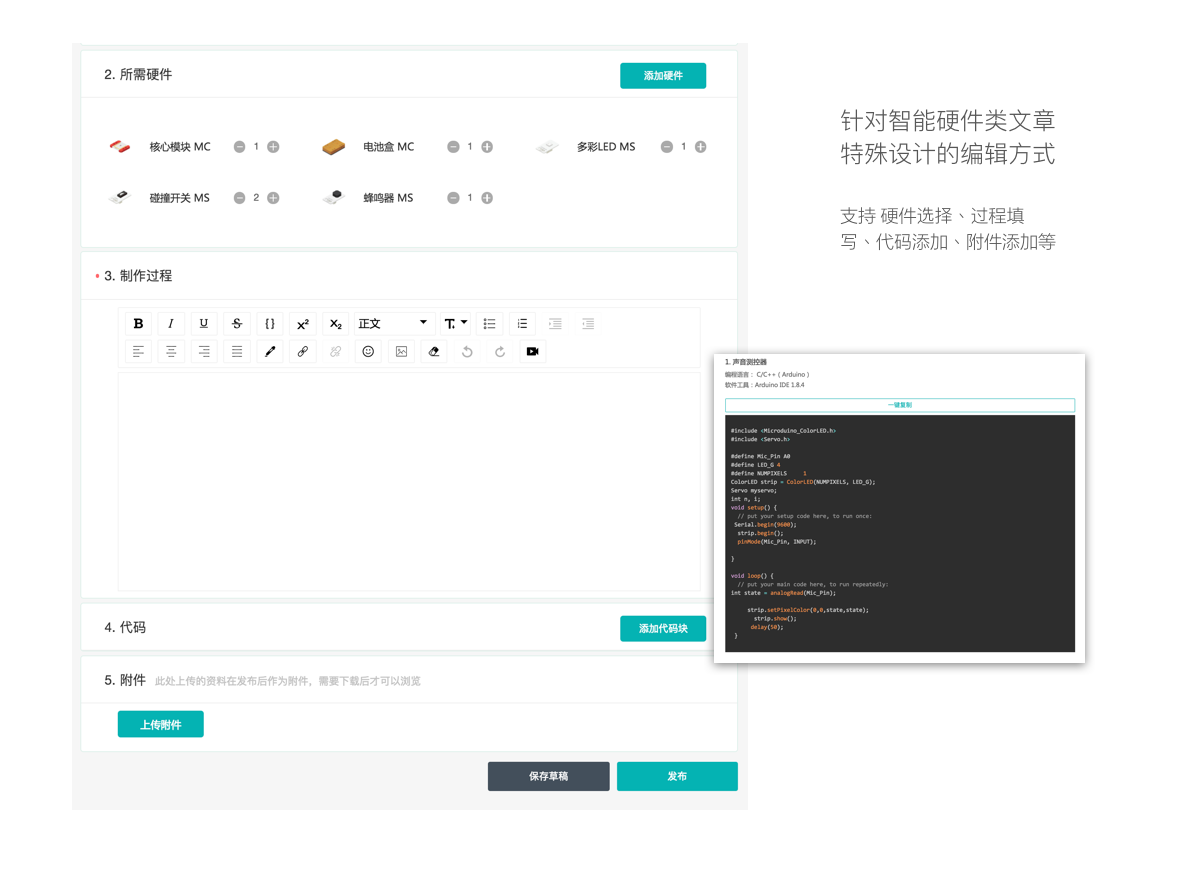 2. 所需硬件
添加硬件
核心模块 MC 1
电池盒 MC 1
多彩LED MS 1
碰撞开关 MS 2
蜂鸣器 MS 1
• 3. 制作过程
B I U S {} X² X₂ 正文 T.
4. 代码
添加代码块
5. 附件 此处上传的资料在发布后作为附件，需要下载后才可以浏览
上传附件
保存草稿
发布
针对智能硬件类文章
特殊设计的编辑方式
支持 硬件选择、过程填
写、代码添加、附件添加等
1. 声音测控器
编程语言： C/C++ ( Arduino )
软件工具：Arduino IDE 1.8.4
一键复制
#include <Microduino_ColorLED.h>
#include <Servo.h>
#define Mic_Pin A0
#define LED_G 4
#define NUMPIXELS 1
ColorLED strip = ColorLED(NUMPIXELS, LED_G);
Servo myservo;
int n, i;
void setup() {
// put your setup code here, to run once:
Serial.begin(9600);
strip.begin();
pinMode(Mic_Pin, INPUT);
}
void loop() {
// put your main code here, to run repeatedly:
int state = analogRead(Mic_Pin);
strip.setPixelColor(0,0,state,state);
strip.show();
delay(50);
}